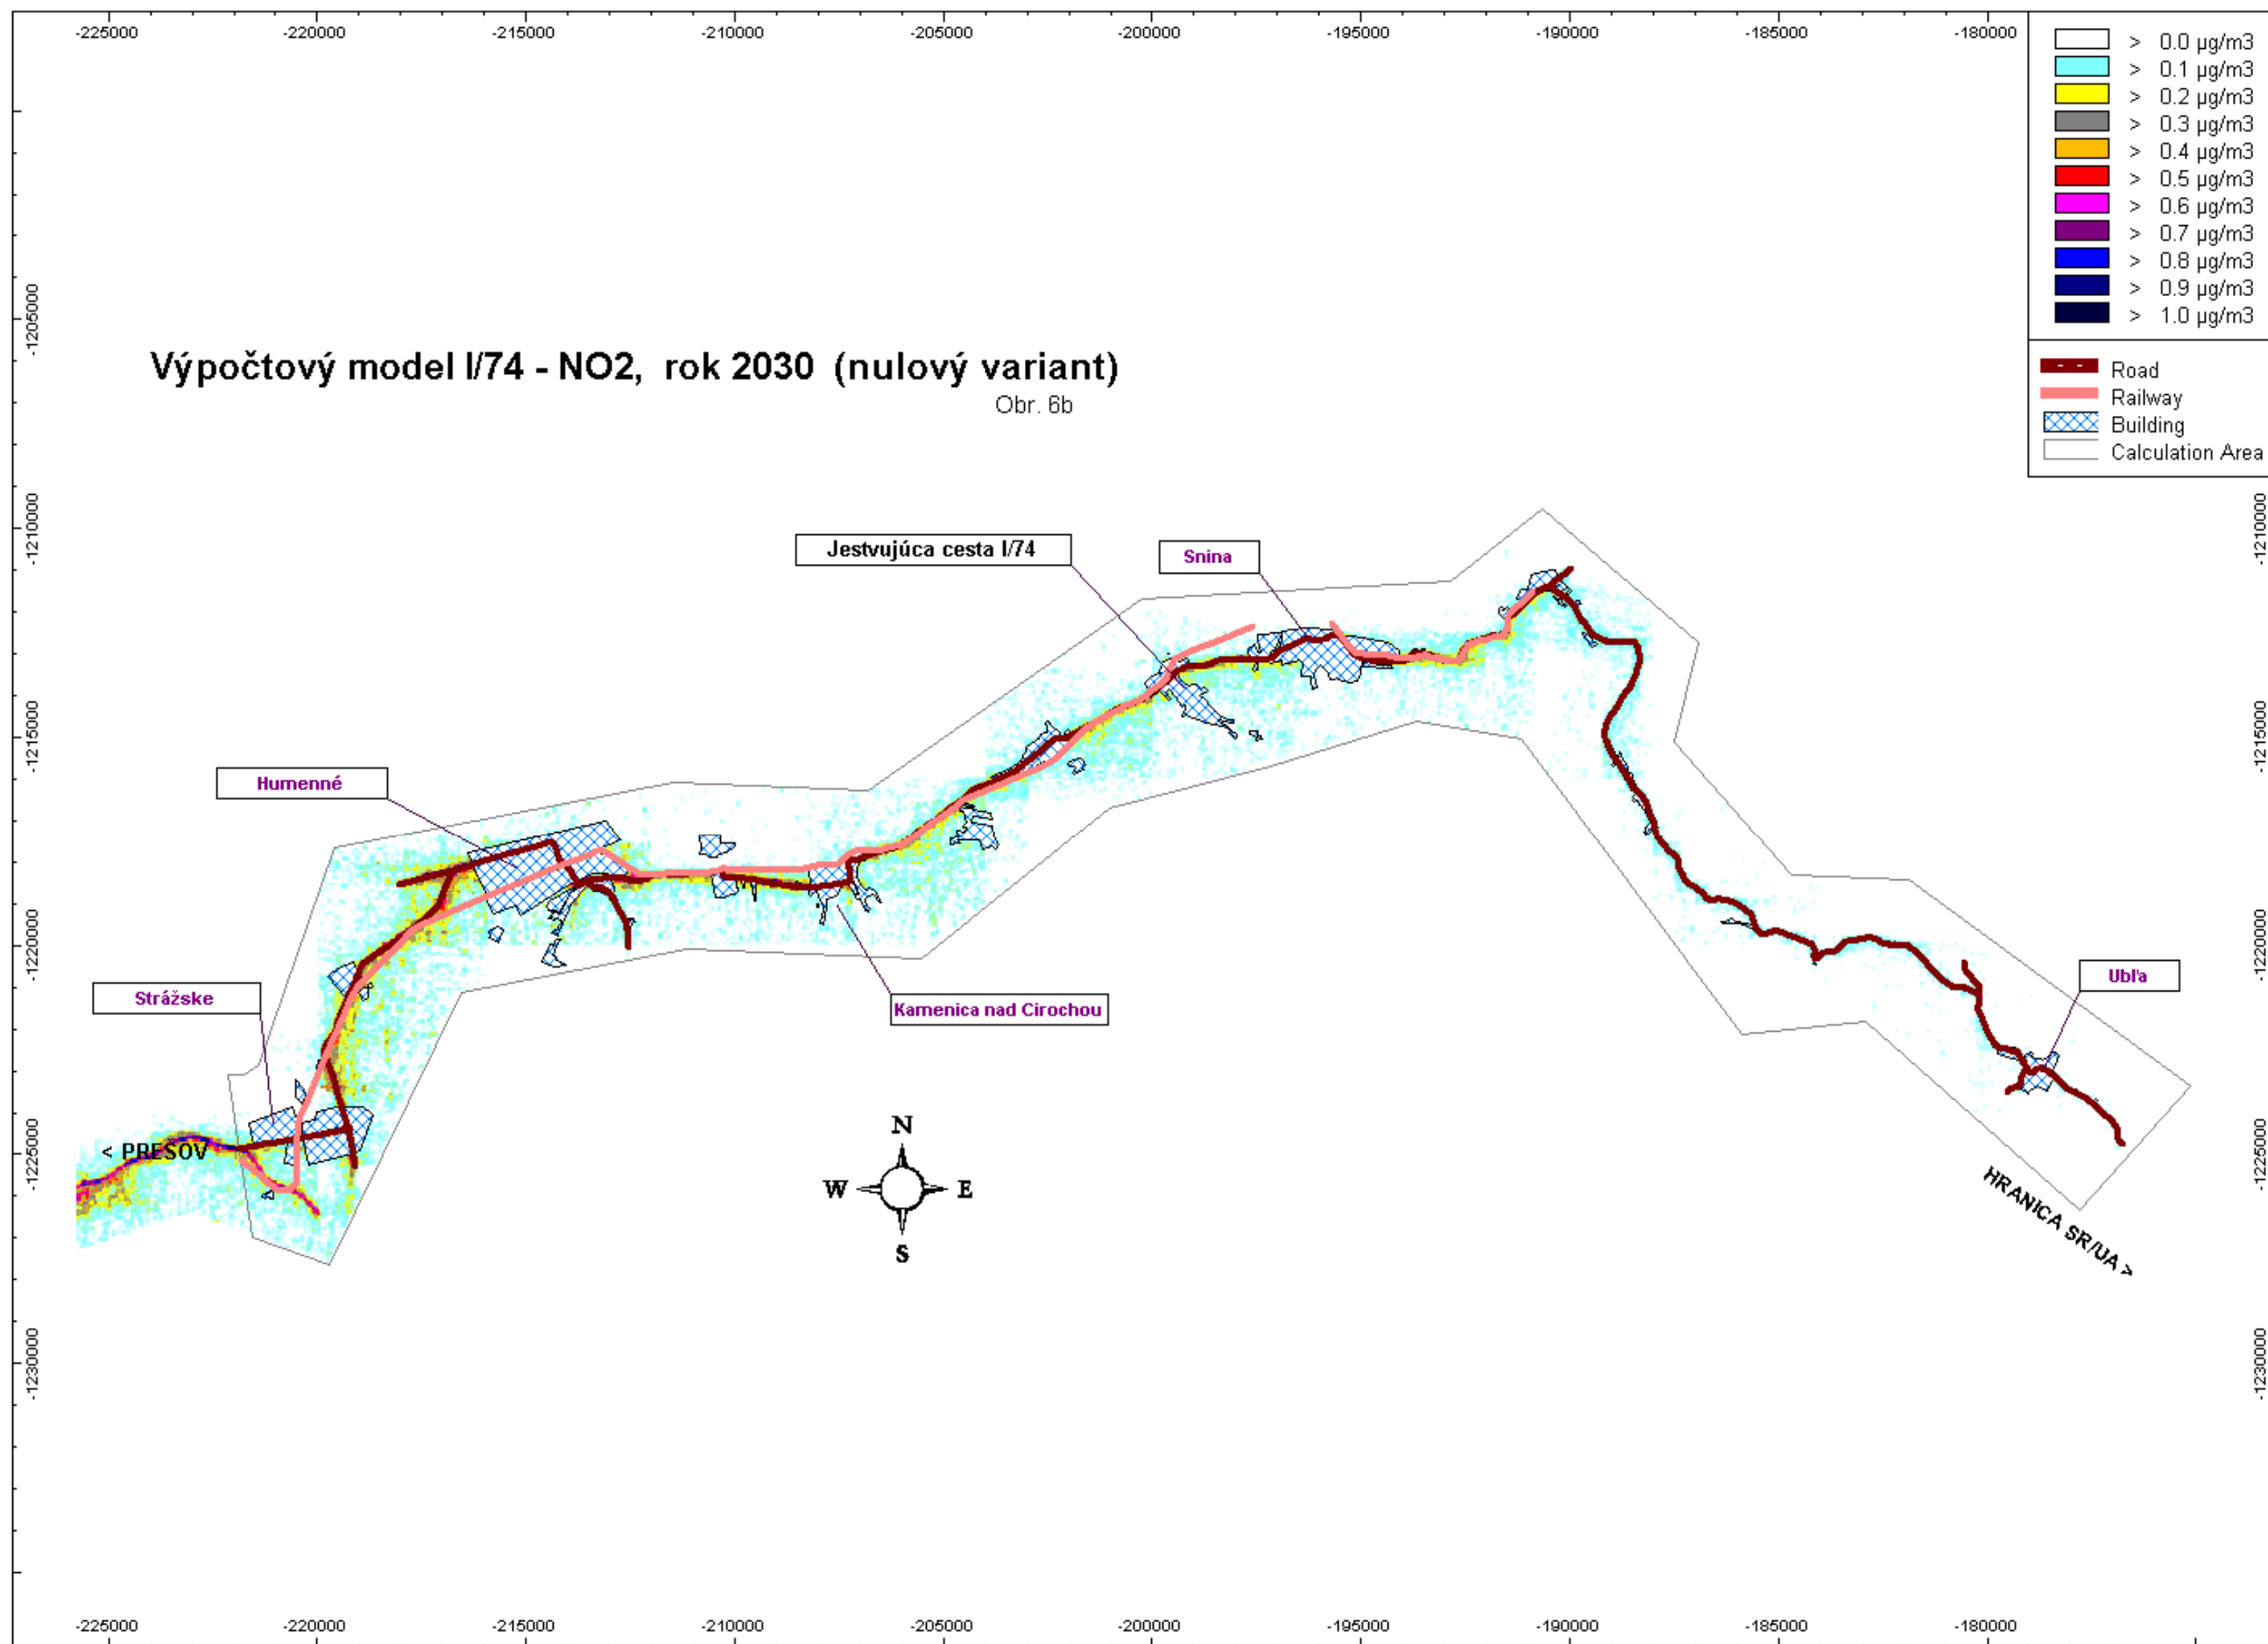 -225000 -220000 -215000 -210000 -205000 -200000 -195000 -190000 -185000 -180000
> 0.0 µg/m3
> 0.1 µg/m3
> 0.2 µg/m3
> 0.3 µg/m3
> 0.4 µg/m3
> 0.5 µg/m3
> 0.6 µg/m3
> 0.7 µg/m3
> 0.8 µg/m3
> 0.9 µg/m3
> 1.0 µg/m3
Road
Railway
Building
Calculation Area
-1205000
Výpočtový model I/74 - NO2, rok 2030 (nulový variant)
Obr. 6b
-1210000
-1210000
Jestvujúca cesta I/74
Snina
-1215000
-1215000
Humenné
-1220000
-1220000
Strážske
Kamenica nad Cirochou
Ubľa
-1225000
-1225000
< PREŠOV
N
W
E
S
HRANICA SR/UA >
-1230000
-1230000
-225000 -220000 -215000 -210000 -205000 -200000 -195000 -190000 -185000 -180000